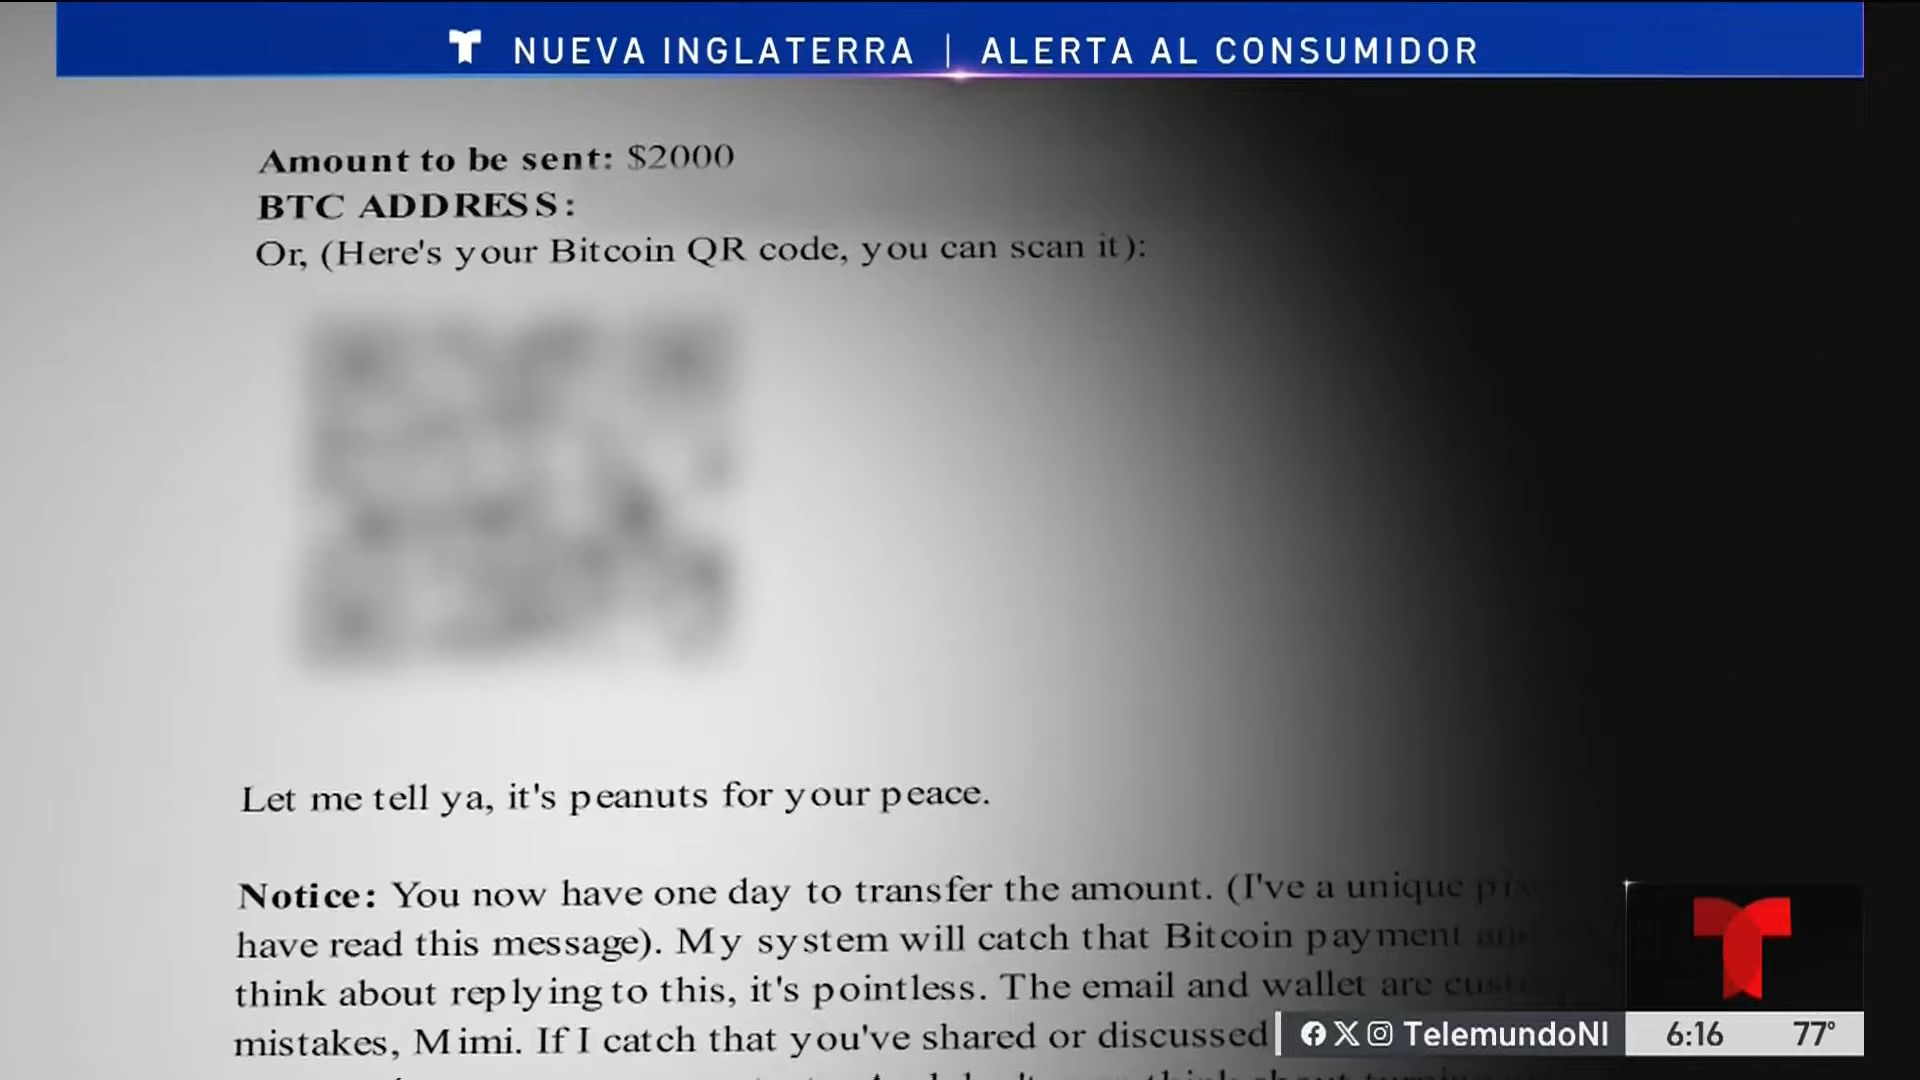 NUEVA INGLATERRA | ALERTA AL CONSUMIDOR
Amount to be sent: $2000
BTC ADDRESS:
Or, (Here's your Bitcoin QR code, you can scan it):
Let me tell ya, it's peanuts for your peace.
Notice: You now have one day to transfer the amount. (I've a unique
have read this message). My system will catch that Bitcoin payment
think about replying to this, it's pointless. The email and wallet are
mistakes, Mimi. If I catch that you've shared or discussed
TelemundoNI
6:16 77°